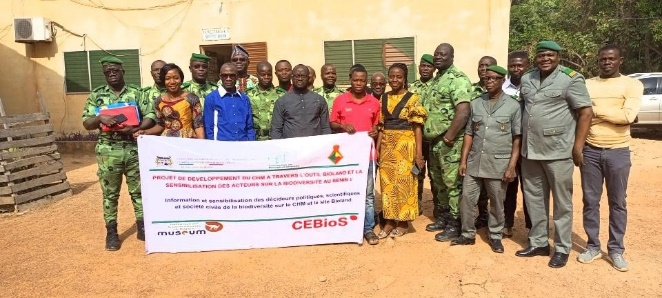 PROJET DE DEVELOPPEMENT DU CHM A TRAVERS L'OUTIL BIOLAND ET LA
SENSIBILISATION DES ACTEURS SUR LA BIODIVERSITE AU BENIN
Information et sensibilisation des décideurs politiques, scientifiques
et société civile de la biodiversité sur le CHM et le site Bioland
museum
CEBioS